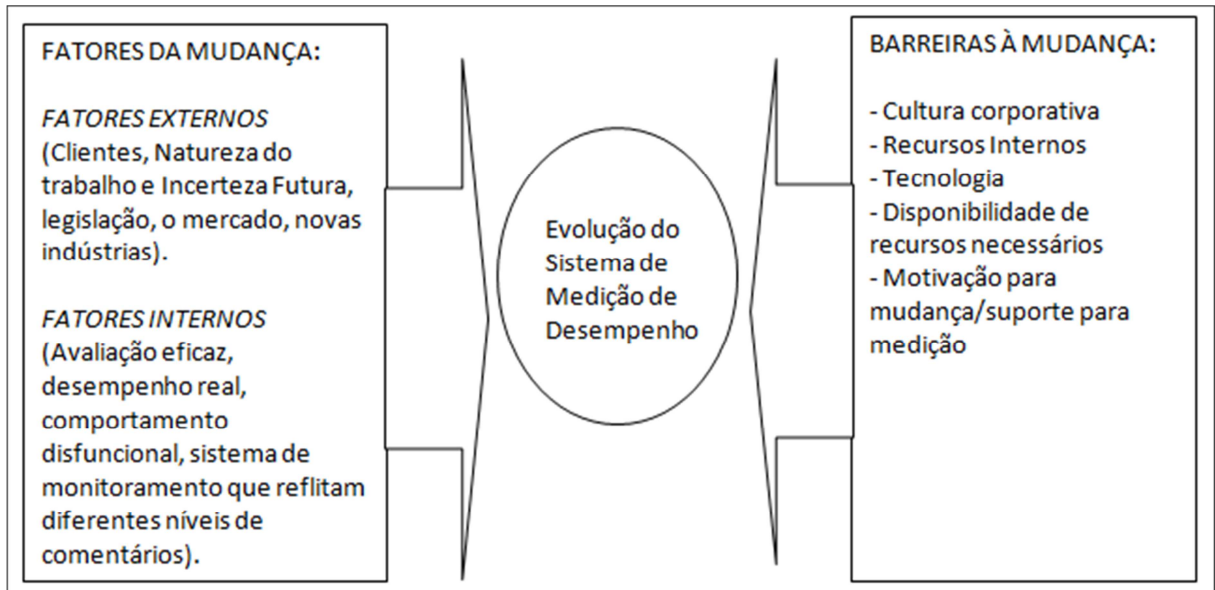 FATORES DA MUDANÇA:
FATORES EXTERNOS
(Clientes, Natureza do
trabalho e Incerteza Futura,
legislação, o mercado, novas
indústrias).
FATORES INTERNOS
(Avaliação eficaz,
desempenho real,
comportamento
disfuncional, sistema de
monitoramento que reflitam
diferentes níveis de
comentários).
Evolução do
Sistema de
Medição de
Desempenho
BARREIRAS À MUDANÇA:
- Cultura corporativa
- Recursos Internos
- Tecnologia
- Disponibilidade de
recursos necessários
- Motivação para
mudança/suporte para
medição